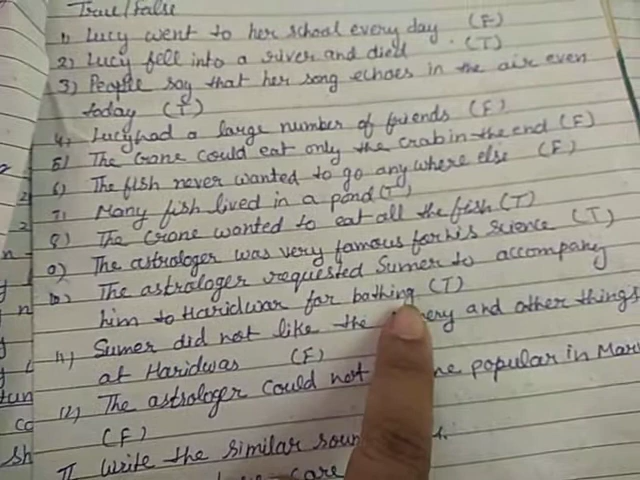 True/False
1) Lucy went to her school every day (F)
2) Lucy fell into a river and died. (T)
3) People say that her song echoes in the air even
today (T)
4) Lucy had a large number of friends (F)
5) The crane could eat only the crab in the end (F)
6) The fish never wanted to go any where else (F)
7) Many fish lived in a pond (T)
8) The crane wanted to eat all the fish (T)
9) The astrologer was very famous for his science (T)
10) The astrologer requested Sumer to accompany
him to Haridwar for bathing (T)
11) Sumer did not like the and other things
at Haridwar (F)
12) The astrologer could not popular in
(F)
II Write the similar